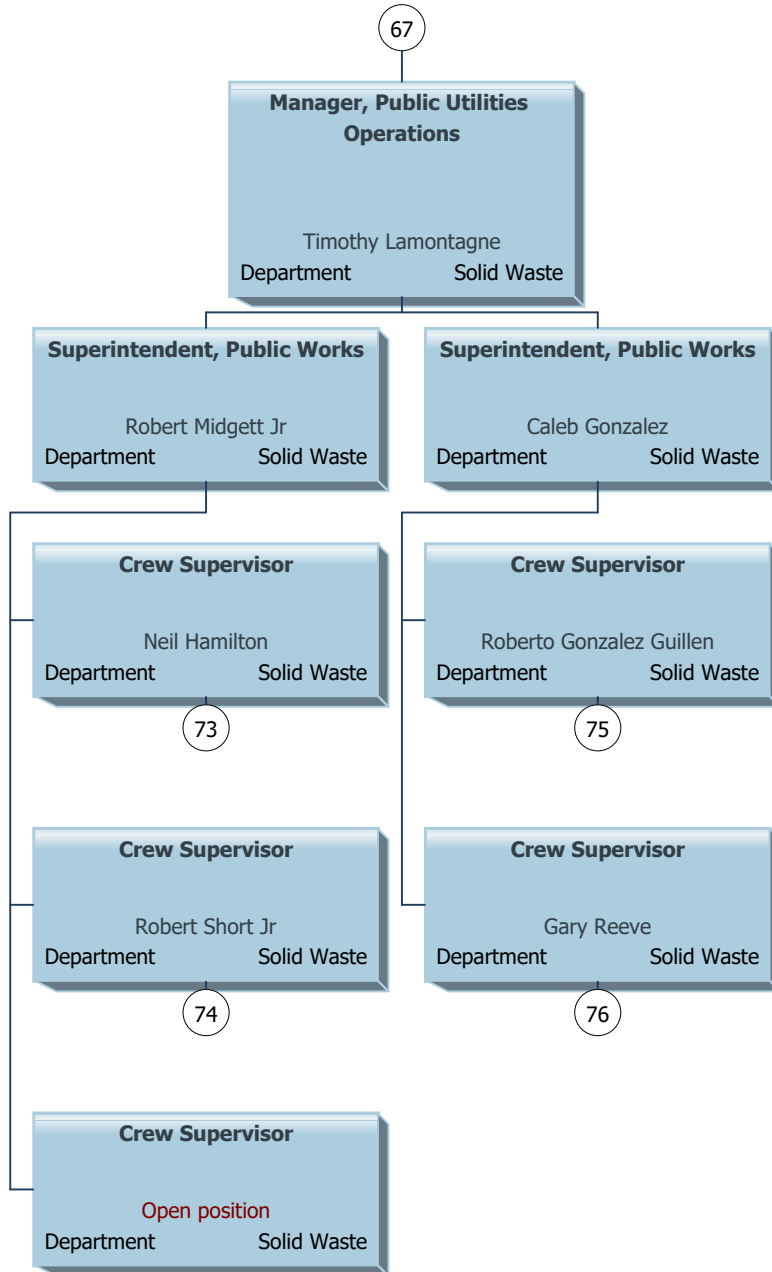 67
Manager, Public Utilities
Operations
Timothy Lamontagne
Department Solid Waste
Superintendent, Public Works
Robert Midgett Jr
Department Solid Waste
Superintendent, Public Works
Caleb Gonzalez
Department Solid Waste
Crew Supervisor
Neil Hamilton
Department Solid Waste
73
Crew Supervisor
Roberto Gonzalez Guillen
Department Solid Waste
75
Crew Supervisor
Robert Short Jr
Department Solid Waste
74
Crew Supervisor
Gary Reeve
Department Solid Waste
76
Crew Supervisor
Open position
Department Solid Waste